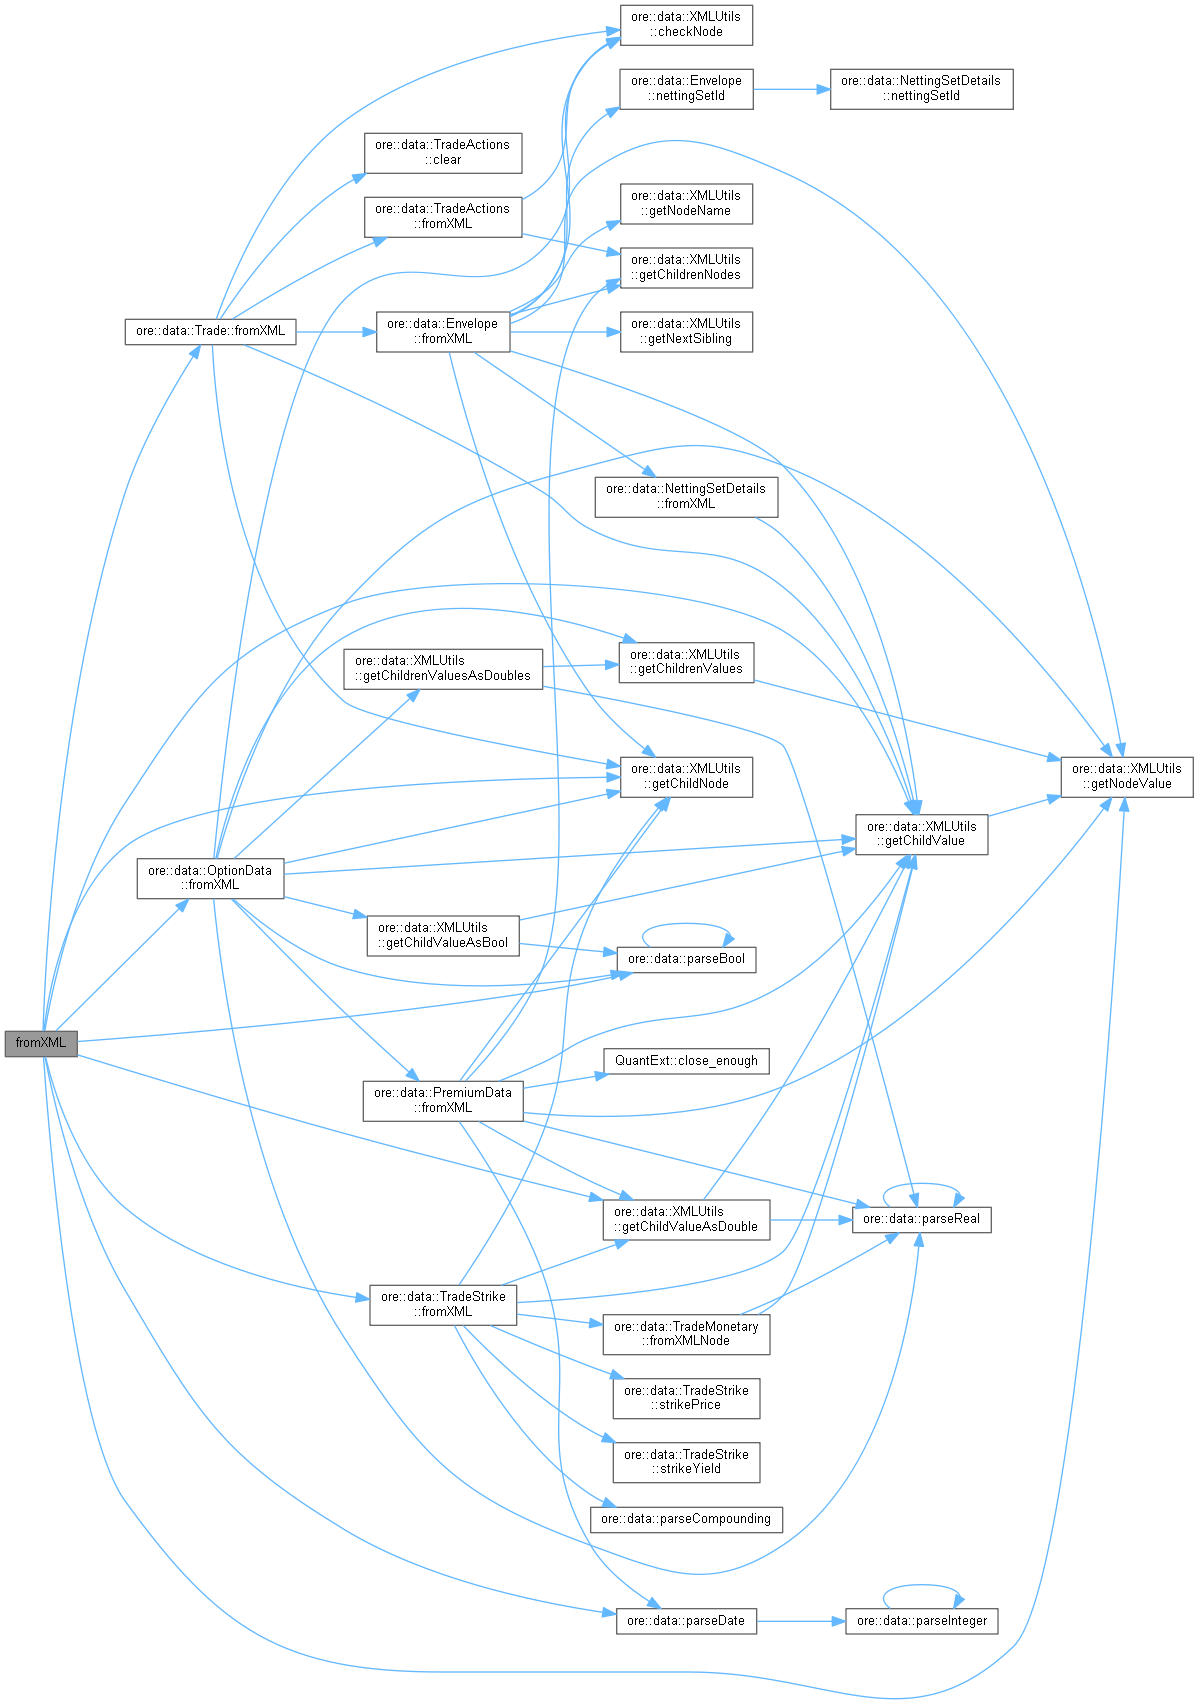 ore::data::XMLUtils
::checkNode
ore::data::Envelope
::nettingSetId
ore::data::NettingSetDetails
::nettingSetId
ore::data::TradeActions
::clear
ore::data::XMLUtils
::getNodeName
ore::data::TradeActions
::fromXML
ore::data::XMLUtils
::getChildrenNodes
ore::data::Trade::fromXML
ore::data::Envelope
::fromXML
ore::data::XMLUtils
::getNextSibling
ore::data::NettingSetDetails
::fromXML
ore::data::XMLUtils
::getChildrenValuesAsDoubles
ore::data::XMLUtils
::getChildrenValues
ore::data::XMLUtils
::getChildNode
ore::data::XMLUtils
::getNodeValue
ore::data::XMLUtils
::getChildValue
ore::data::OptionData
::fromXML
ore::data::XMLUtils
::getChildValueAsBool
ore::data::parseBool
fromXML
QuantExt::close_enough
ore::data::PremiumData
::fromXML
ore::data::XMLUtils
::getChildValueAsDouble
ore::data::parseReal
ore::data::TradeStrike
::fromXML
ore::data::TradeMonetary
::fromXMLNode
ore::data::TradeStrike
::strikePrice
ore::data::TradeStrike
::strikeYield
ore::data::parseCompounding
ore::data::parseDate
ore::data::parseInteger